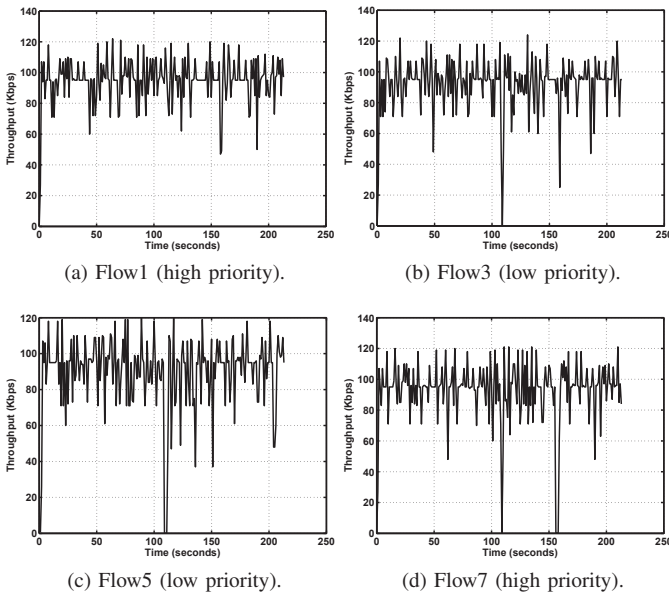 140
120
100
80
60
40
20
0
Throughput (Kbps)
0 50 100 150 200 250
Time (seconds)
(a) Flow1 (high priority).
140
120
100
80
60
40
20
0
Throughput (Kbps)
0 50 100 150 200 250
Time (seconds)
(b) Flow3 (low priority).
120
100
80
60
40
20
0
Throughput (Kbps)
0 50 100 150 200 250
Time (seconds)
(c) Flow5 (low priority).
140
120
100
80
60
40
20
0
Throughput (Kbps)
0 50 100 150 200 250
Time (seconds)
(d) Flow7 (high priority).